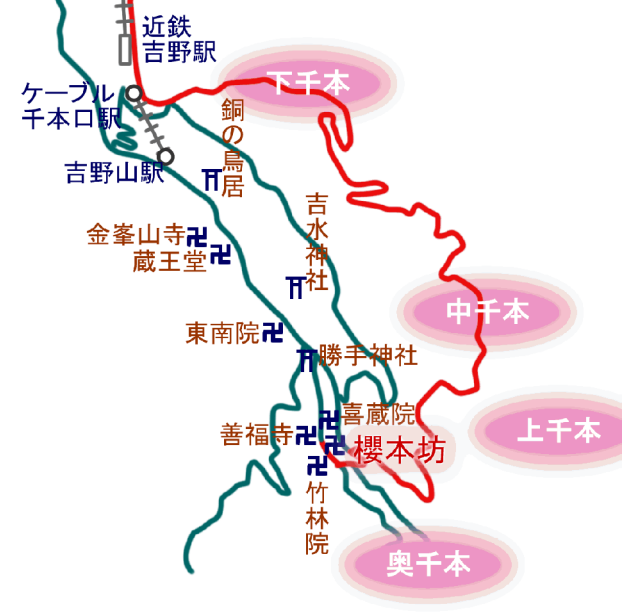 近鉄
吉野駅
下千本
ケーブル
千本口駅
銅の鳥居
吉野山駅
吉水神社
金峯山寺
蔵王堂
中千本
東南院
勝手神社
喜蔵院
上千本
善福寺
櫻本坊
竹林院
奥千本